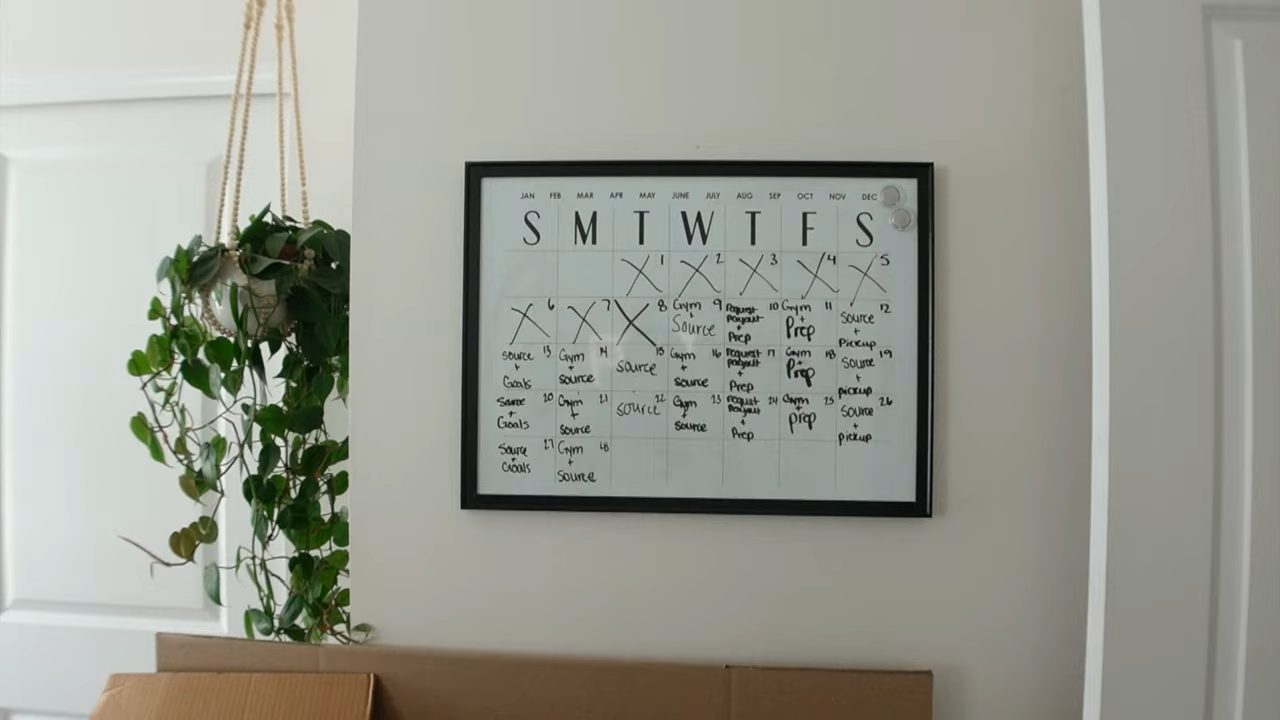 JAN FEB MAR APR MAY JUNE JULY AUG SEP OCT NOV DEC
S M T W T F S
X 1 X 2 X 3 X 4 X 5
X 6 X 7 X 8 Gym + Source 9 request payout + Prep 10 Gym + Prep 11 Source + Pickup 12
Source + Goals 13 Gym + Source 14 Source 15 Gym + Source 16 request payout + Prep 17 Gym + Prep 18 Source + pickup 19
Source + Goals 20 Gym + Source 21 Source 22 Gym + Source 23 request payout + Prep 24 Gym + prep 25 Source + pickup 26
Source + Goals 27 Gym + Source 28